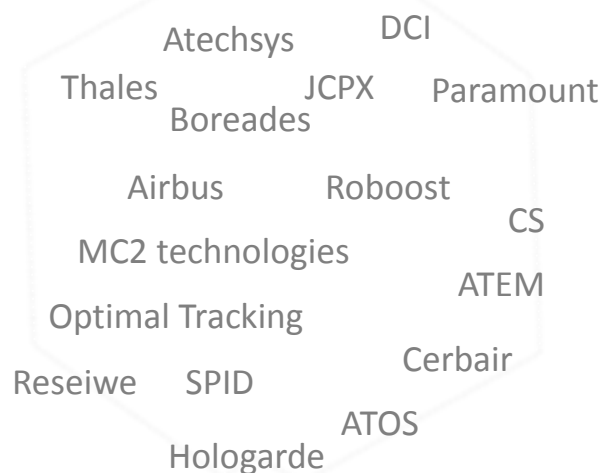 Atechsys
DCI
Thales
JCPX
Paramount
Boreades
Airbus
Roboost
CS
MC2 technologies
ATEM
Optimal Tracking
Cerbair
Reseiwe
SPID
ATOS
Hologarde